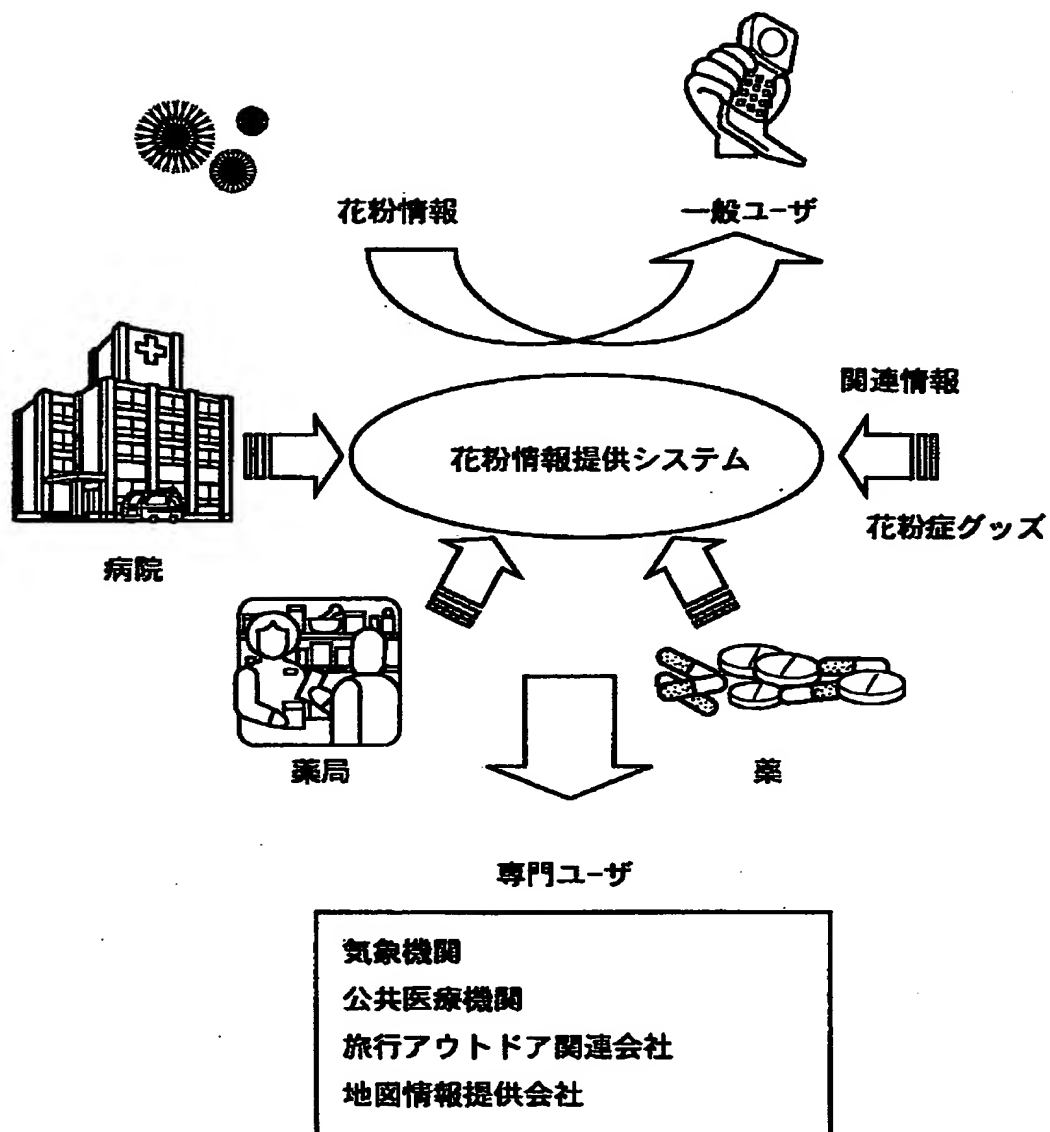 花粉情報
一般ユーザ
関連情報
花粉情報提供システム
花粉症グッズ
病院
薬局
薬
専門ユーザ
気象機関
公共医療機関
旅行アウトドア関連会社
地図情報提供会社